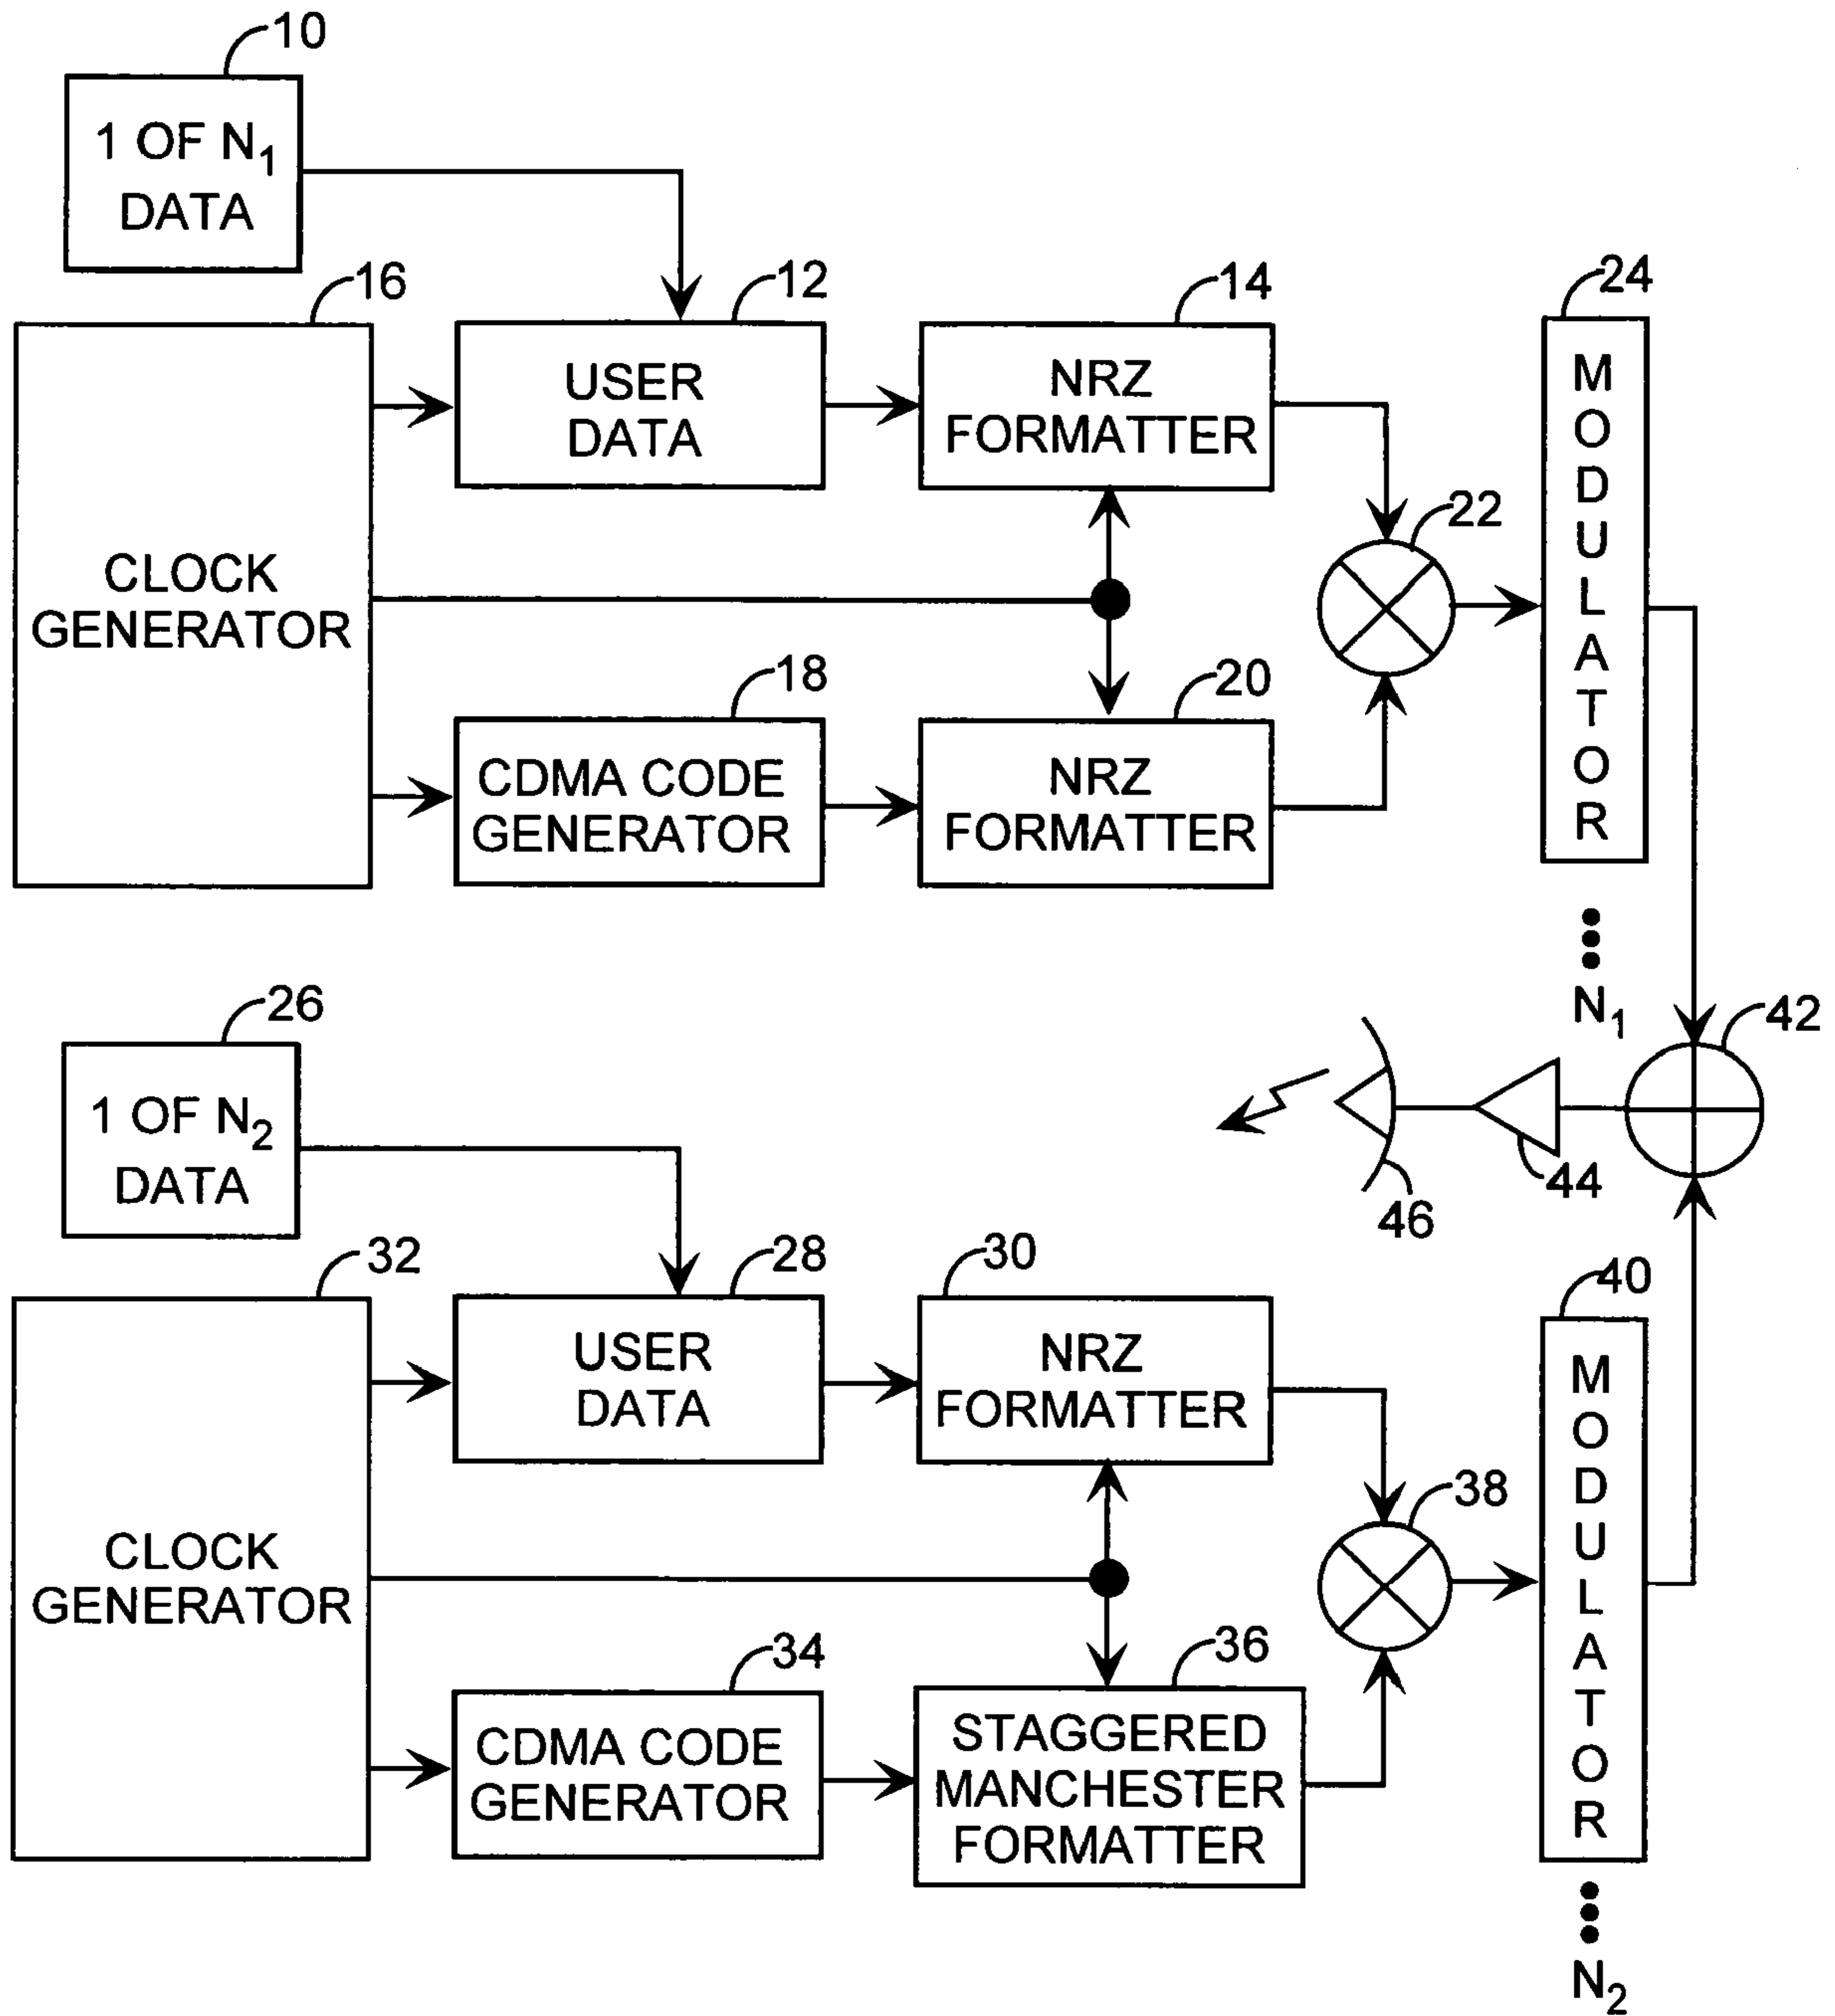 10
1 OF N₁
DATA
16
12
14
24
USER
DATA
NRZ
FORMATTER
MODULATOR
22
CLOCK
GENERATOR
18
20
CDMA CODE
GENERATOR
NRZ
FORMATTER
N₁
26
42
1 OF N₂
DATA
44
46
32
28
30
40
USER
DATA
NRZ
FORMATTER
MODULATOR
38
CLOCK
GENERATOR
34
36
CDMA CODE
GENERATOR
STAGGERED
MANCHESTER
FORMATTER
N₂